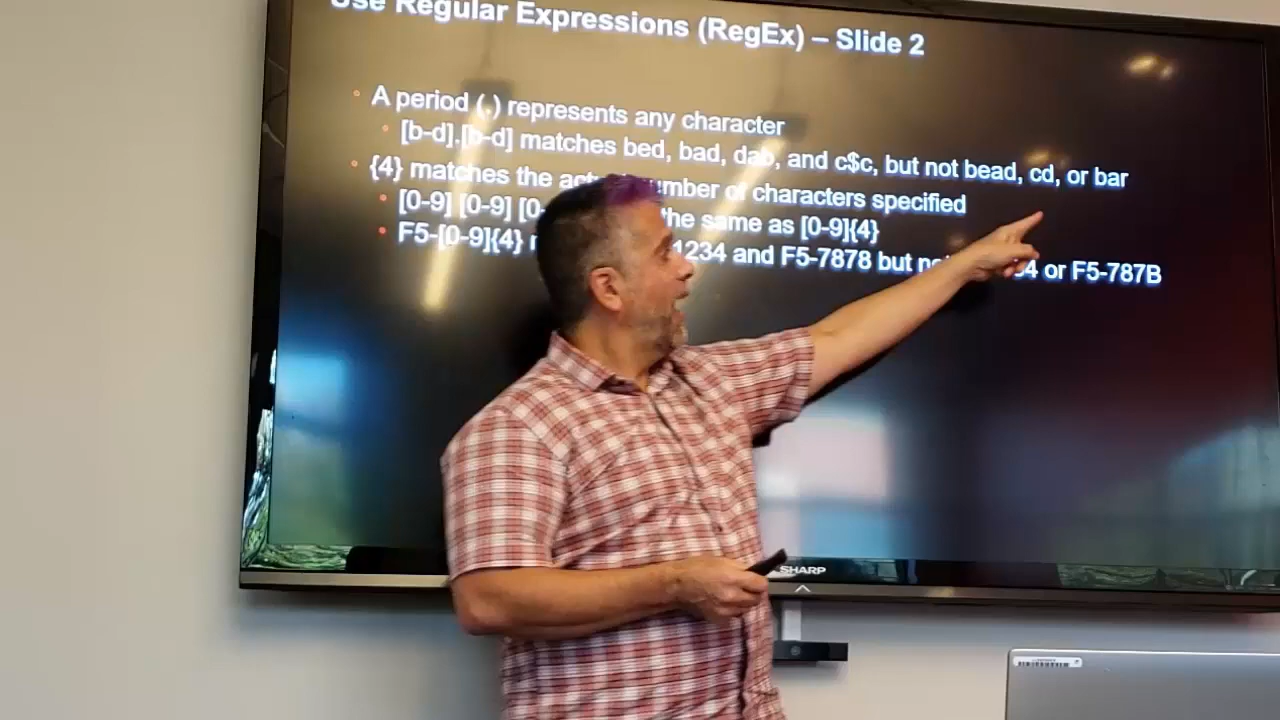 Use Regular Expressions (RegEx) – Slide 2
A period (.) represents any character
[b-d].[b-d] matches bed, bad, dab, and c$c, but not bead, cd, or bar
{4} matches the actual number of characters specified
[0-9] [0-9] the same as [0-9]{4}
F5-[0-9]{4} 1234 and F5-7878 but or F5-787B
SHARP